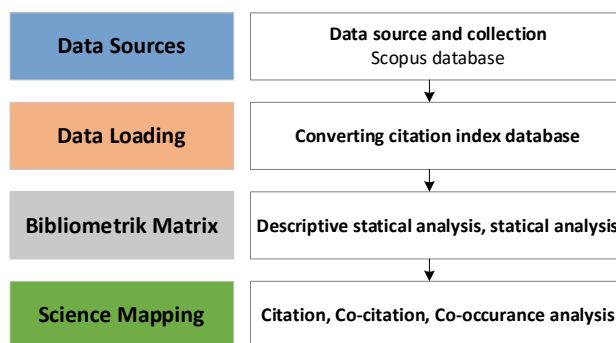 Data Sources
Data source and collection
Scopus database
Data Loading
Converting citation index database
Bibliometrik Matrix
Descriptive statical analysis, statical analysis
Science Mapping
Citation, Co-citation, Co-occurance analysis